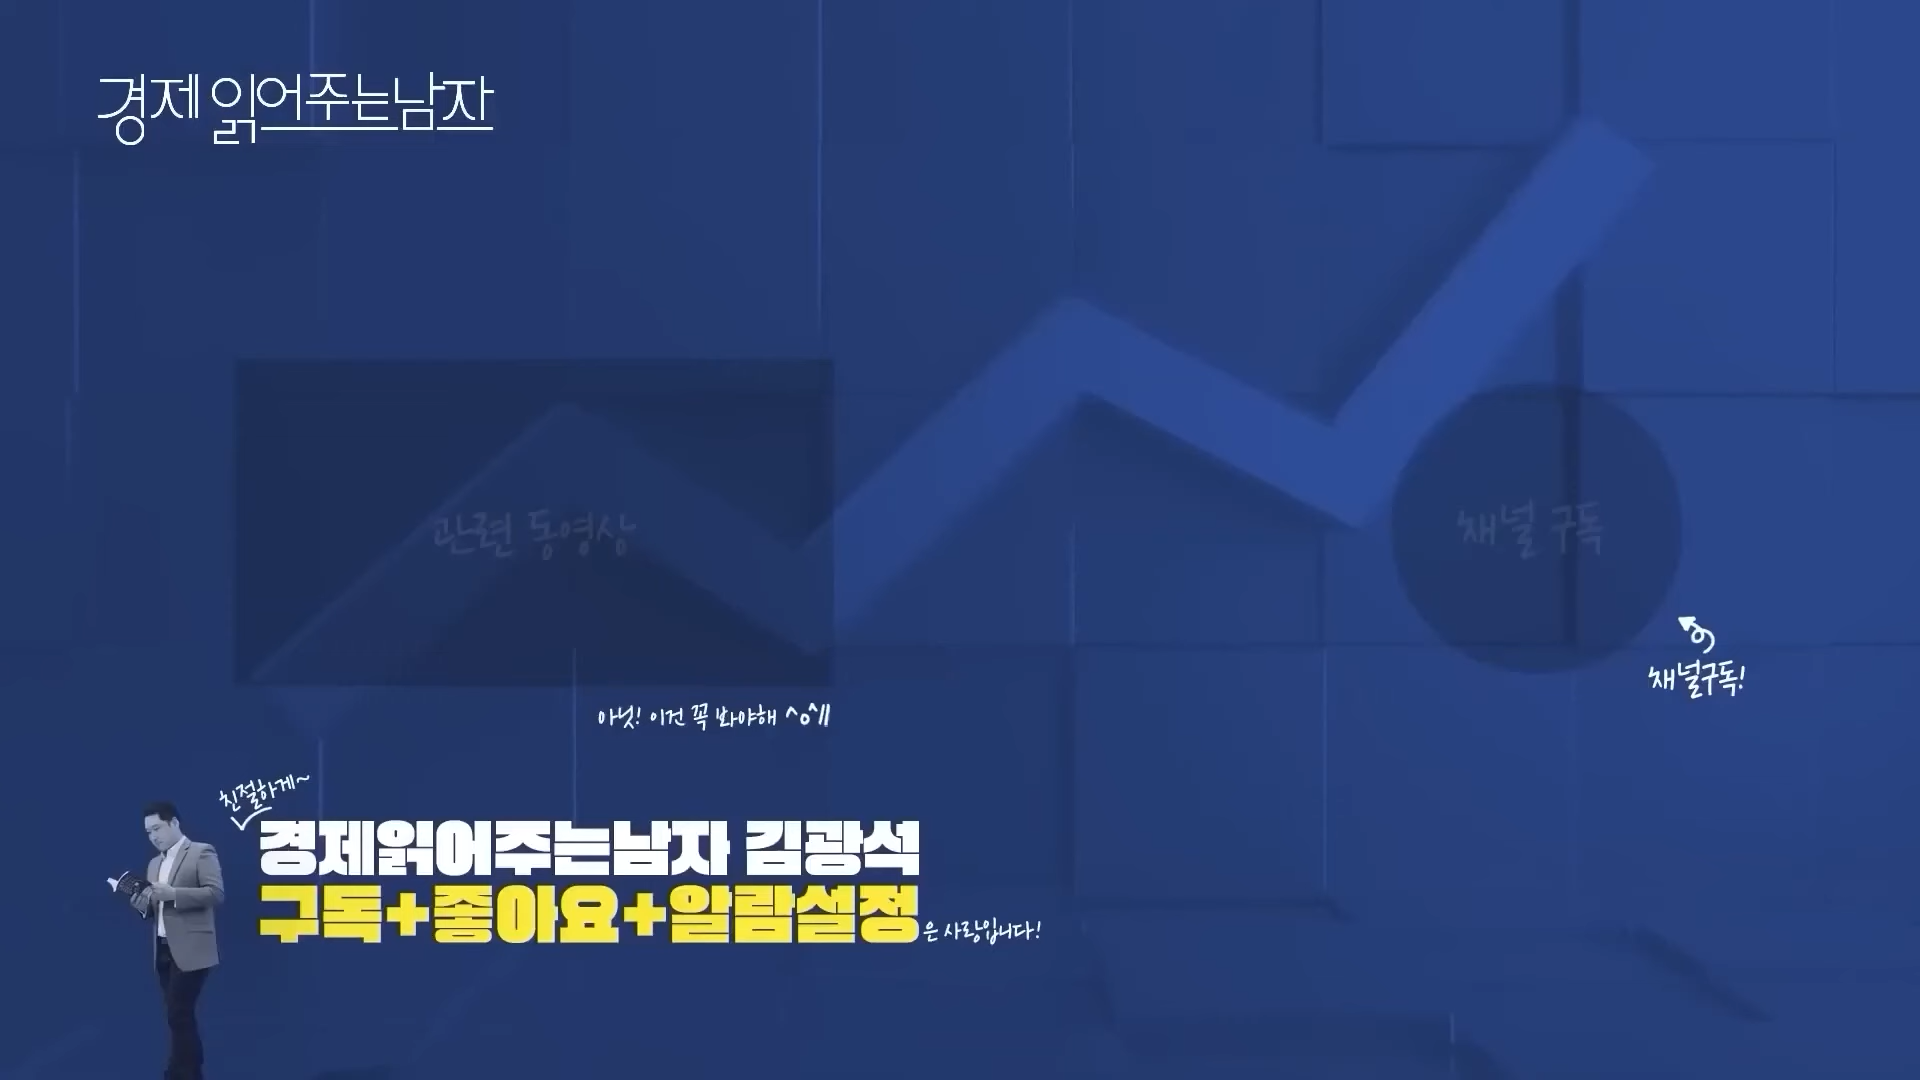 경제 읽어주는남자
관련 동영상
채널 구독
채널구독!
아닛! 이건 꼭 봐야해 ^o^//
친절하게~
경제읽어주는남자 김광석
구독+좋아요+알람설정은 사랑입니다!